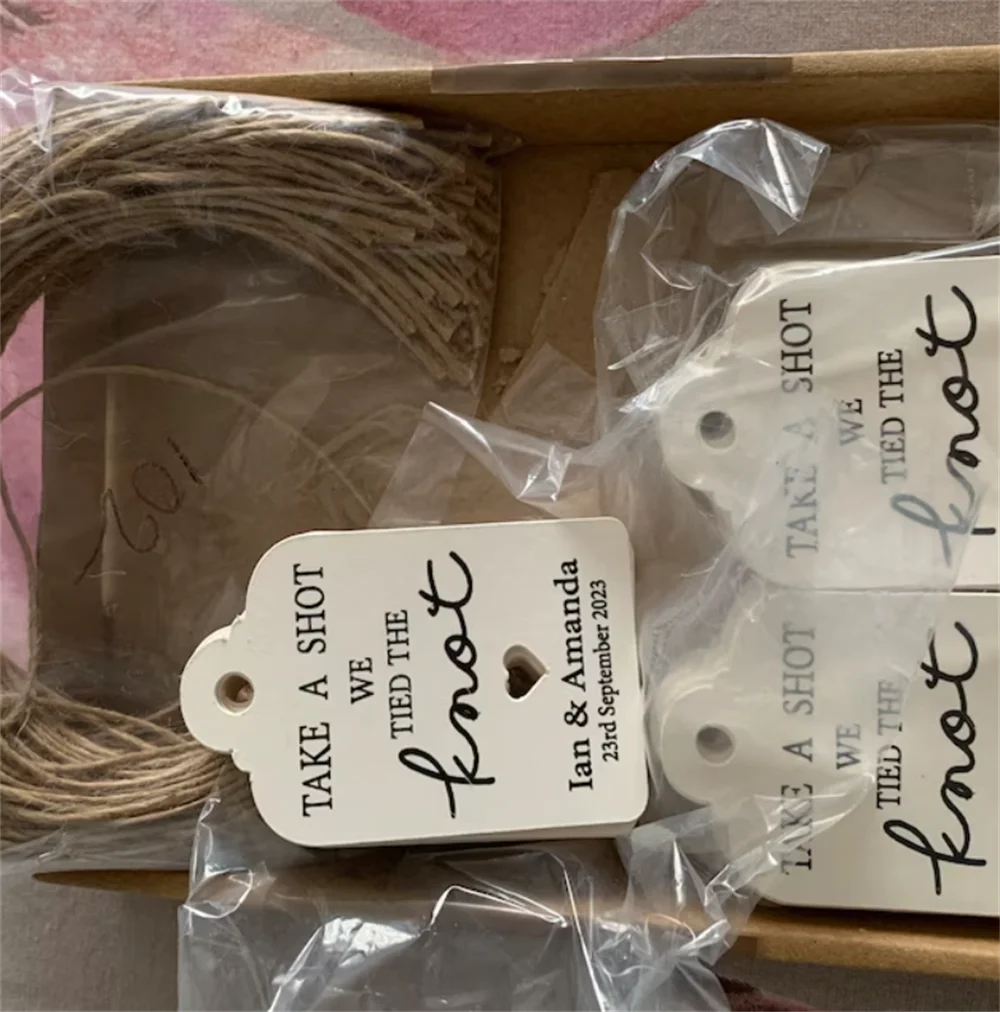 TAKE A SHOT
WE
TIED THE
knot
Ian & Amanda
23rd September 2023
TAKE A SHOT
WE
TIED THE
knot
TAKE A SHOT
WE
TIED THE
knot